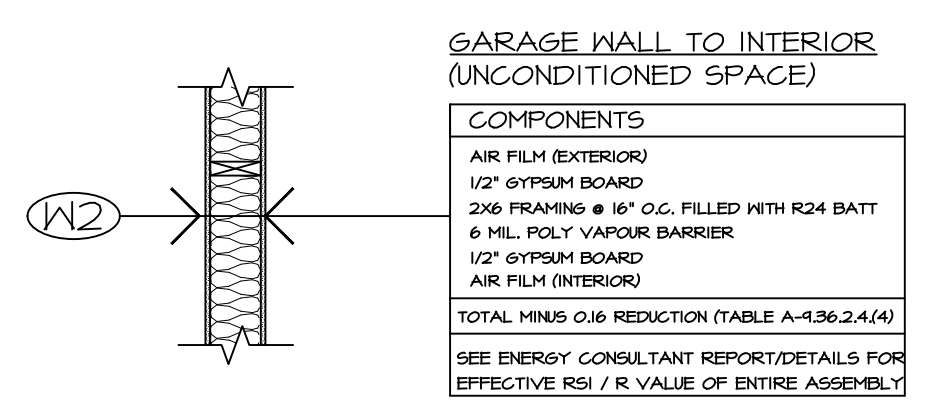 GARAGE WALL TO INTERIOR
(UNCONDITIONED SPACE)
COMPONENTS
AIR FILM (EXTERIOR)
1/2" GYPSUM BOARD
2X6 FRAMING @ 16" O.C. FILLED WITH R24 BATT
6 MIL. POLY VAPOUR BARRIER
1/2" GYPSUM BOARD
AIR FILM (INTERIOR)
TOTAL MINUS 0.16 REDUCTION (TABLE A-9.36.2.4.(4)
SEE ENERGY CONSULTANT REPORT/DETAILS FOR
EFFECTIVE RSI / R VALUE OF ENTIRE ASSEMBLY
W2